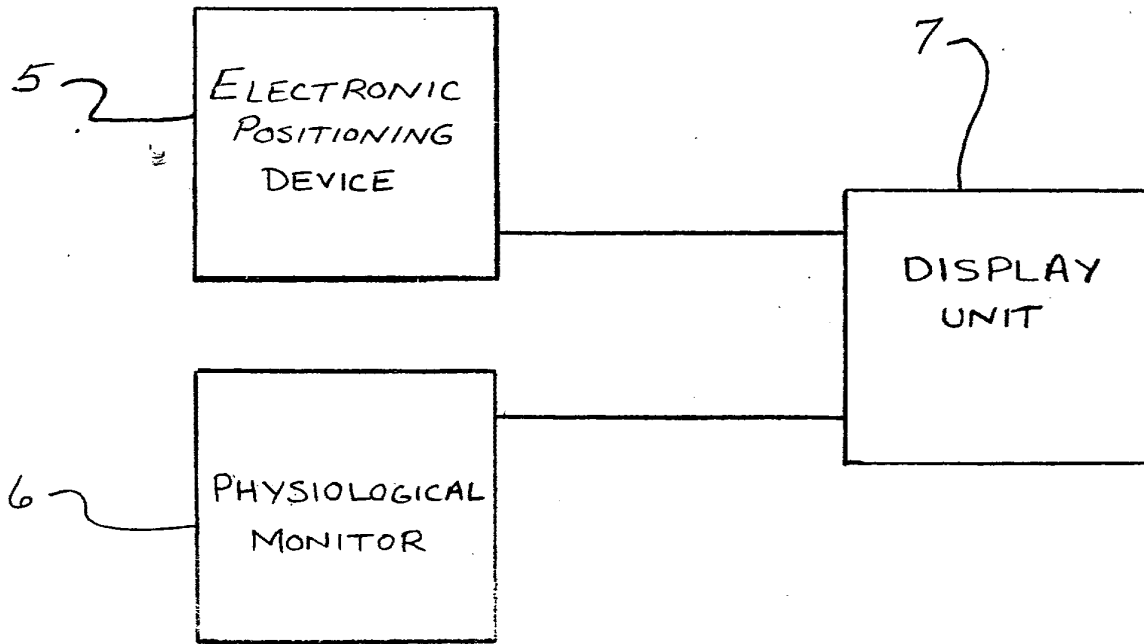 5
ELECTRONIC
POSITIONING
DEVICE
7
DISPLAY
UNIT
6
PHYSIOLOGICAL
MONITOR